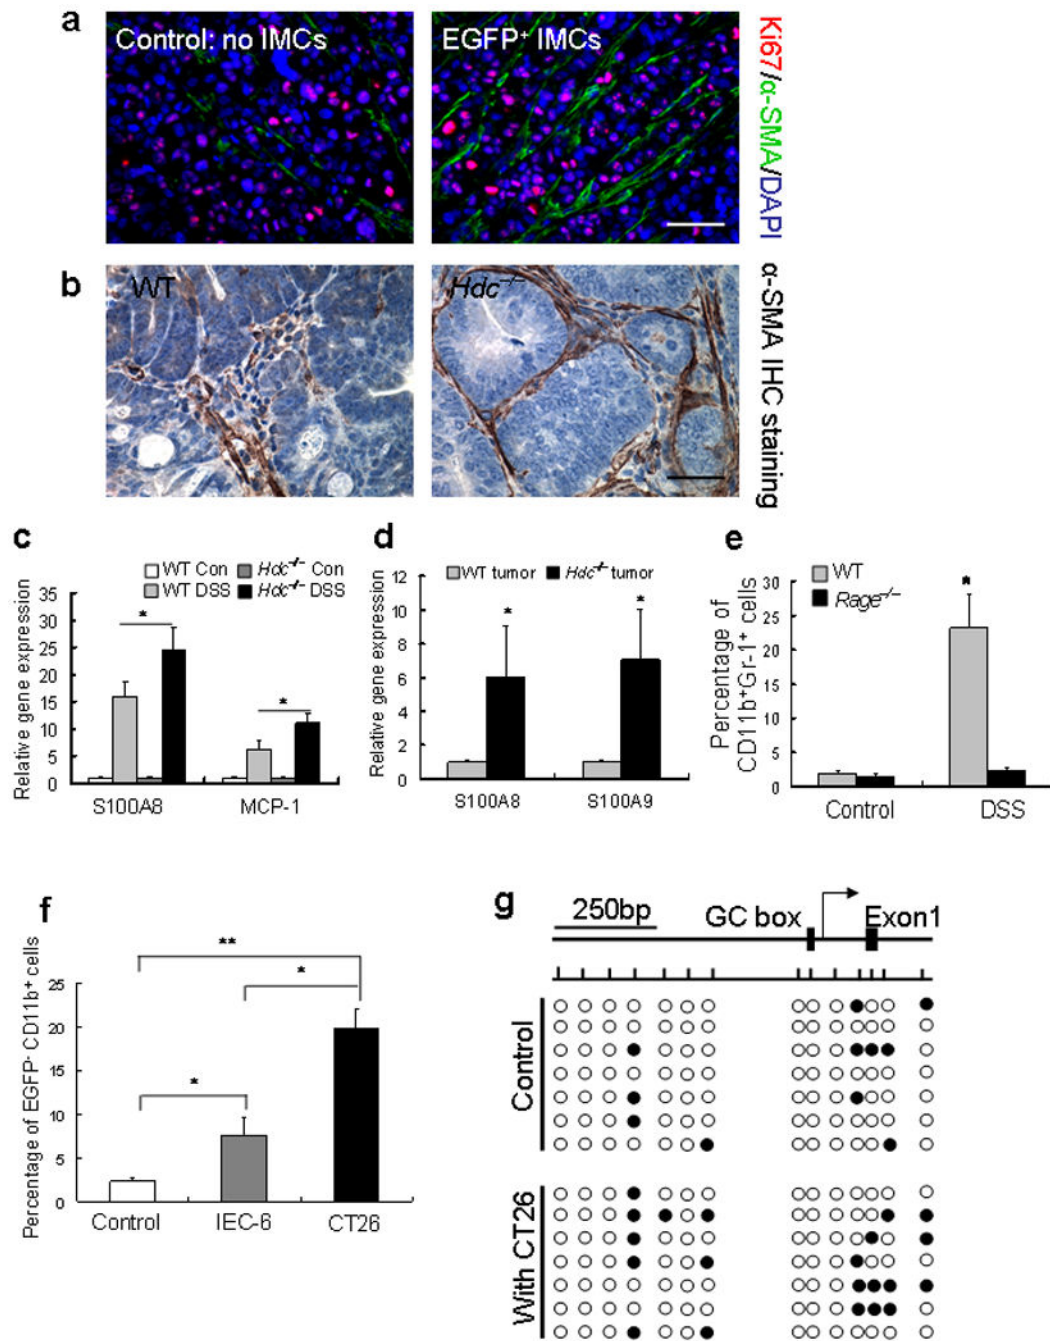 a
Control: no IMCs
EGFP⁺ IMCs
Ki67/α-SMA/DAPI
b
WT
Hdc⁻/⁻
α-SMA IHC staining
c
WT Con
Hdc⁻/⁻ Con
WT DSS
Hdc⁻/⁻ DSS
Relative gene expression
35
30
25
20
15
10
5
0
*
*
S100A8
MCP-1
d
WT tumor
Hdc⁻/⁻ tumor
Relative gene expression
12
10
8
6
4
2
0
*
*
S100A8
S100A9
e
WT
Rage⁻/⁻
Percentage of
CD11b⁺Gr-1⁺ cells
30
25
20
15
10
5
0
*
Control
DSS
f
Percentage of EGFP⁻ CD11b⁺ cells
25
20
15
10
5
0
**
*
*
Control
IEC-6
CT26
g
250bp
GC box
Exon1
Control
With CT26